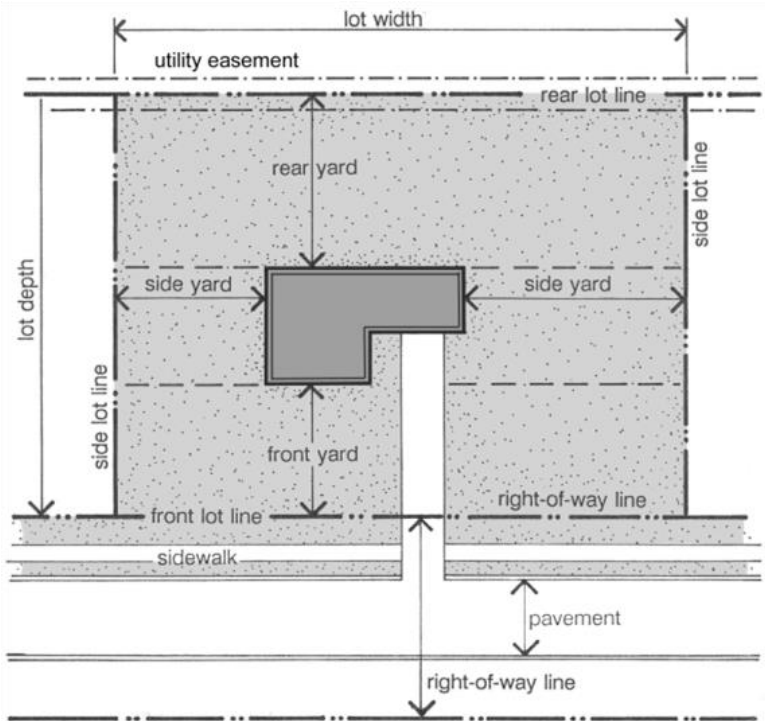 lot width
utility easement
rear lot line
rear yard
side lot line
side yard
side yard
lot depth
side lot line
front yard
right-of-way line
front lot line
sidewalk
pavement
right-of-way line